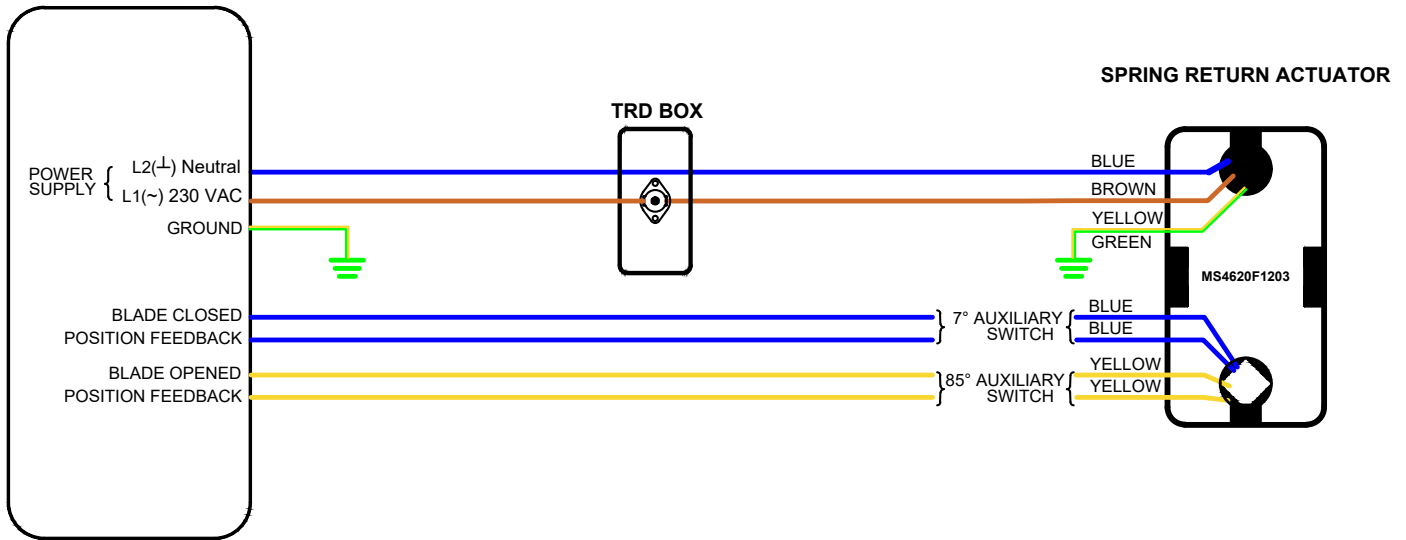 SPRING RETURN ACTUATOR
TRD BOX
POWER
SUPPLY
L2(⊥) Neutral
L1(~) 230 VAC
GROUND
BLUE
BROWN
YELLOW
GREEN
MS4620F1203
BLADE CLOSED
POSITION FEEDBACK
7° AUXILIARY
SWITCH
BLUE
BLUE
BLADE OPENED
POSITION FEEDBACK
85° AUXILIARY
SWITCH
YELLOW
YELLOW